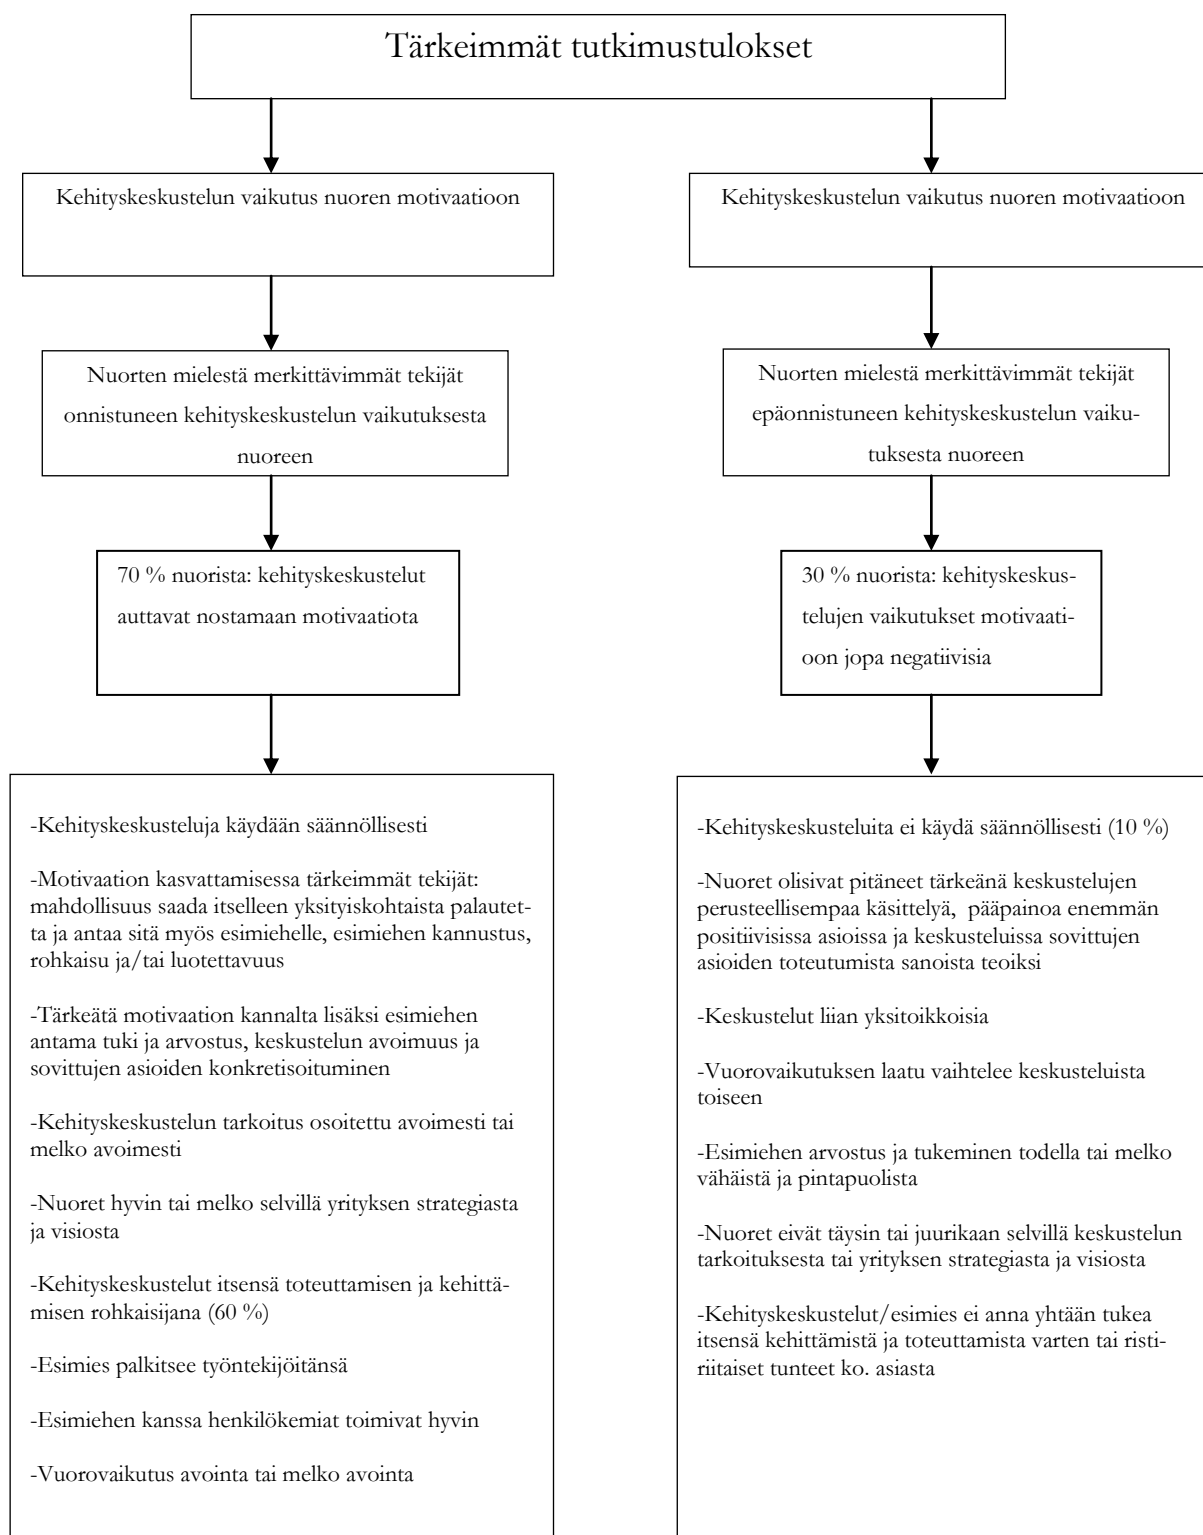 Tärkeimmät tutkimustulokset
Kehityskeskustelun vaikutus nuoren motivaatioon
Nuorten mielestä merkittävimmät tekijät
onnistuneen kehityskeskustelun vaikutuksesta
nuoreen
70 % nuorista: kehityskeskustelut
auttavat nostamaan motivaatiota
-Kehityskeskusteluja käydään säännöllisesti
-Motivaation kasvattamisessa tärkeimmät tekijät:
mahdollisuus saada itselleen yksityiskohtaista palautet-
ta ja antaa sitä myös esimiehelle, esimiehen kannustus,
rohkaisu ja/tai luotettavuus
-Tärkeätä motivaation kannalta lisäksi esimiehen
antama tuki ja arvostus, keskustelun avoimuus ja
sovittujen asioiden konkretisoituminen
-Kehityskeskustelun tarkoitus osoitettu avoimesti tai
melko avoimesti
-Nuoret hyvin tai melko selvillä yrityksen strategiasta
ja visiosta
-Kehityskeskustelut itsensä toteuttamisen ja kehittä-
misen rohkaisijana (60 %)
-Esimies palkitsee työntekijöitänsä
-Esimiehen kanssa henkilökemiat toimivat hyvin
-Vuorovaikutus avointa tai melko avointa
Kehityskeskustelun vaikutus nuoren motivaatioon
Nuorten mielestä merkittävimmät tekijät
epäonnistuneen kehityskeskustelun vaiku-
tuksesta nuoreen
30 % nuorista: kehityskeskus-
telujen vaikutukset motivaati-
oon jopa negatiivisia
-Kehityskeskusteluita ei käydä säännöllisesti (10 %)
-Nuoret olisivat pitäneet tärkeänä keskustelujen
perusteellisempaa käsittelyä, pääpainoa enemmän
positiivisissa asioissa ja keskusteluissa sovittujen
asioiden toteutumista sanoista teoiksi
-Keskustelut liian yksitoikkoisia
-Vuorovaikutuksen laatu vaihtelee keskusteluista
toiseen
-Esimiehen arvostus ja tukeminen todella tai melko
vähäistä ja pintapuolista
-Nuoret eivät täysin tai juurikaan selvillä keskustelun
tarkoituksesta tai yrityksen strategiasta ja visiosta
-Kehityskeskustelut/esimies ei anna yhtään tukea
itsensä kehittämistä ja toteuttamista varten tai risti-
riitaiset tunteet ko. asiasta